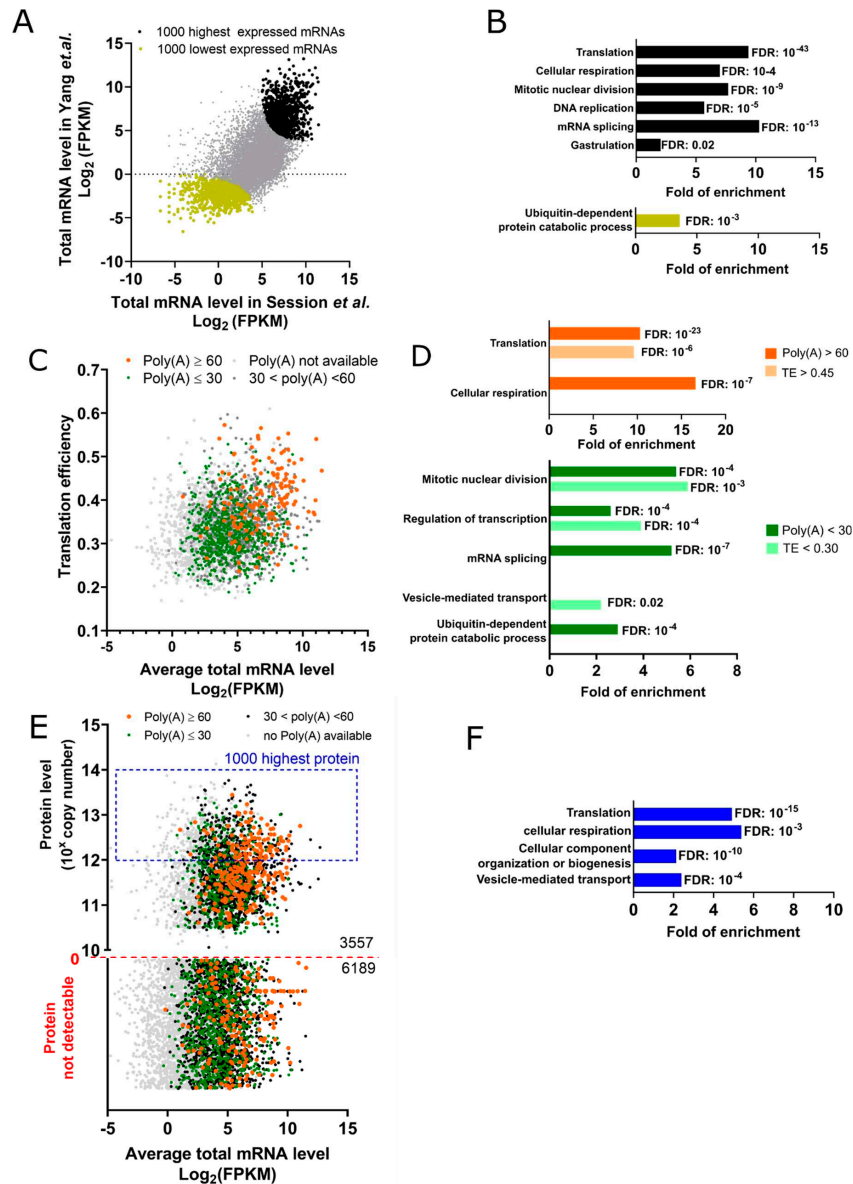 A
1000 highest expressed mRNAs
1000 lowest expressed mRNAs
Total mRNA level in Yang et.al.
Log2 (FPKM)
15
10
5
0
-5
-10
-10
-5
0
5
10
15
Total mRNA level in Session et al.
Log2 (FPKM)
B
Translation
FDR: 10-43
Cellular respiration
FDR: 10-4
Mitotic nuclear division
FDR: 10-9
DNA replication
FDR: 10-5
mRNA splicing
FDR: 10-13
Gastrulation
FDR: 0.02
0
5
10
15
Fold of enrichment
Ubiquitin-dependent
protein catabolic process
FDR: 10-3
0
5
10
15
Fold of enrichment
C
Poly(A) ≥ 60
Poly(A) not available
Poly(A) ≤ 30
30 < poly(A) <60
Translation efficiency
0.7
0.6
0.5
0.4
0.3
0.2
0.1
-5
0
5
10
15
Average total mRNA level
Log2(FPKM)
D
Translation
FDR: 10-23
FDR: 10-6
Cellular respiration
FDR: 10-7
Poly(A) > 60
TE > 0.45
0
5
10
15
20
Fold of enrichment
Mitotic nuclear division
FDR: 10-4
FDR: 10-3
Regulation of transcription
FDR: 10-4
FDR: 10-4
mRNA splicing
FDR: 10-7
Vesicle-mediated transport
FDR: 0.02
Ubiquitin-dependent
protein catabolic process
FDR: 10-4
Poly(A) < 30
TE < 0.30
0
2
4
6
8
Fold of enrichment
E
Poly(A) ≥ 60
30 < poly(A) <60
Poly(A) ≤ 30
no Poly(A) available
1000 highest protein
Protein level
(10x copy number)
15
14
13
12
11
10
0
3557
6189
Protein
not detectable
-5
0
5
10
15
Average total mRNA level
Log2(FPKM)
F
Translation
FDR: 10-15
cellular respiration
FDR: 10-3
Cellular component
organization or biogenesis
FDR: 10-10
Vesicle-mediated transport
FDR: 10-4
0
2
4
6
8
10
Fold of enrichment